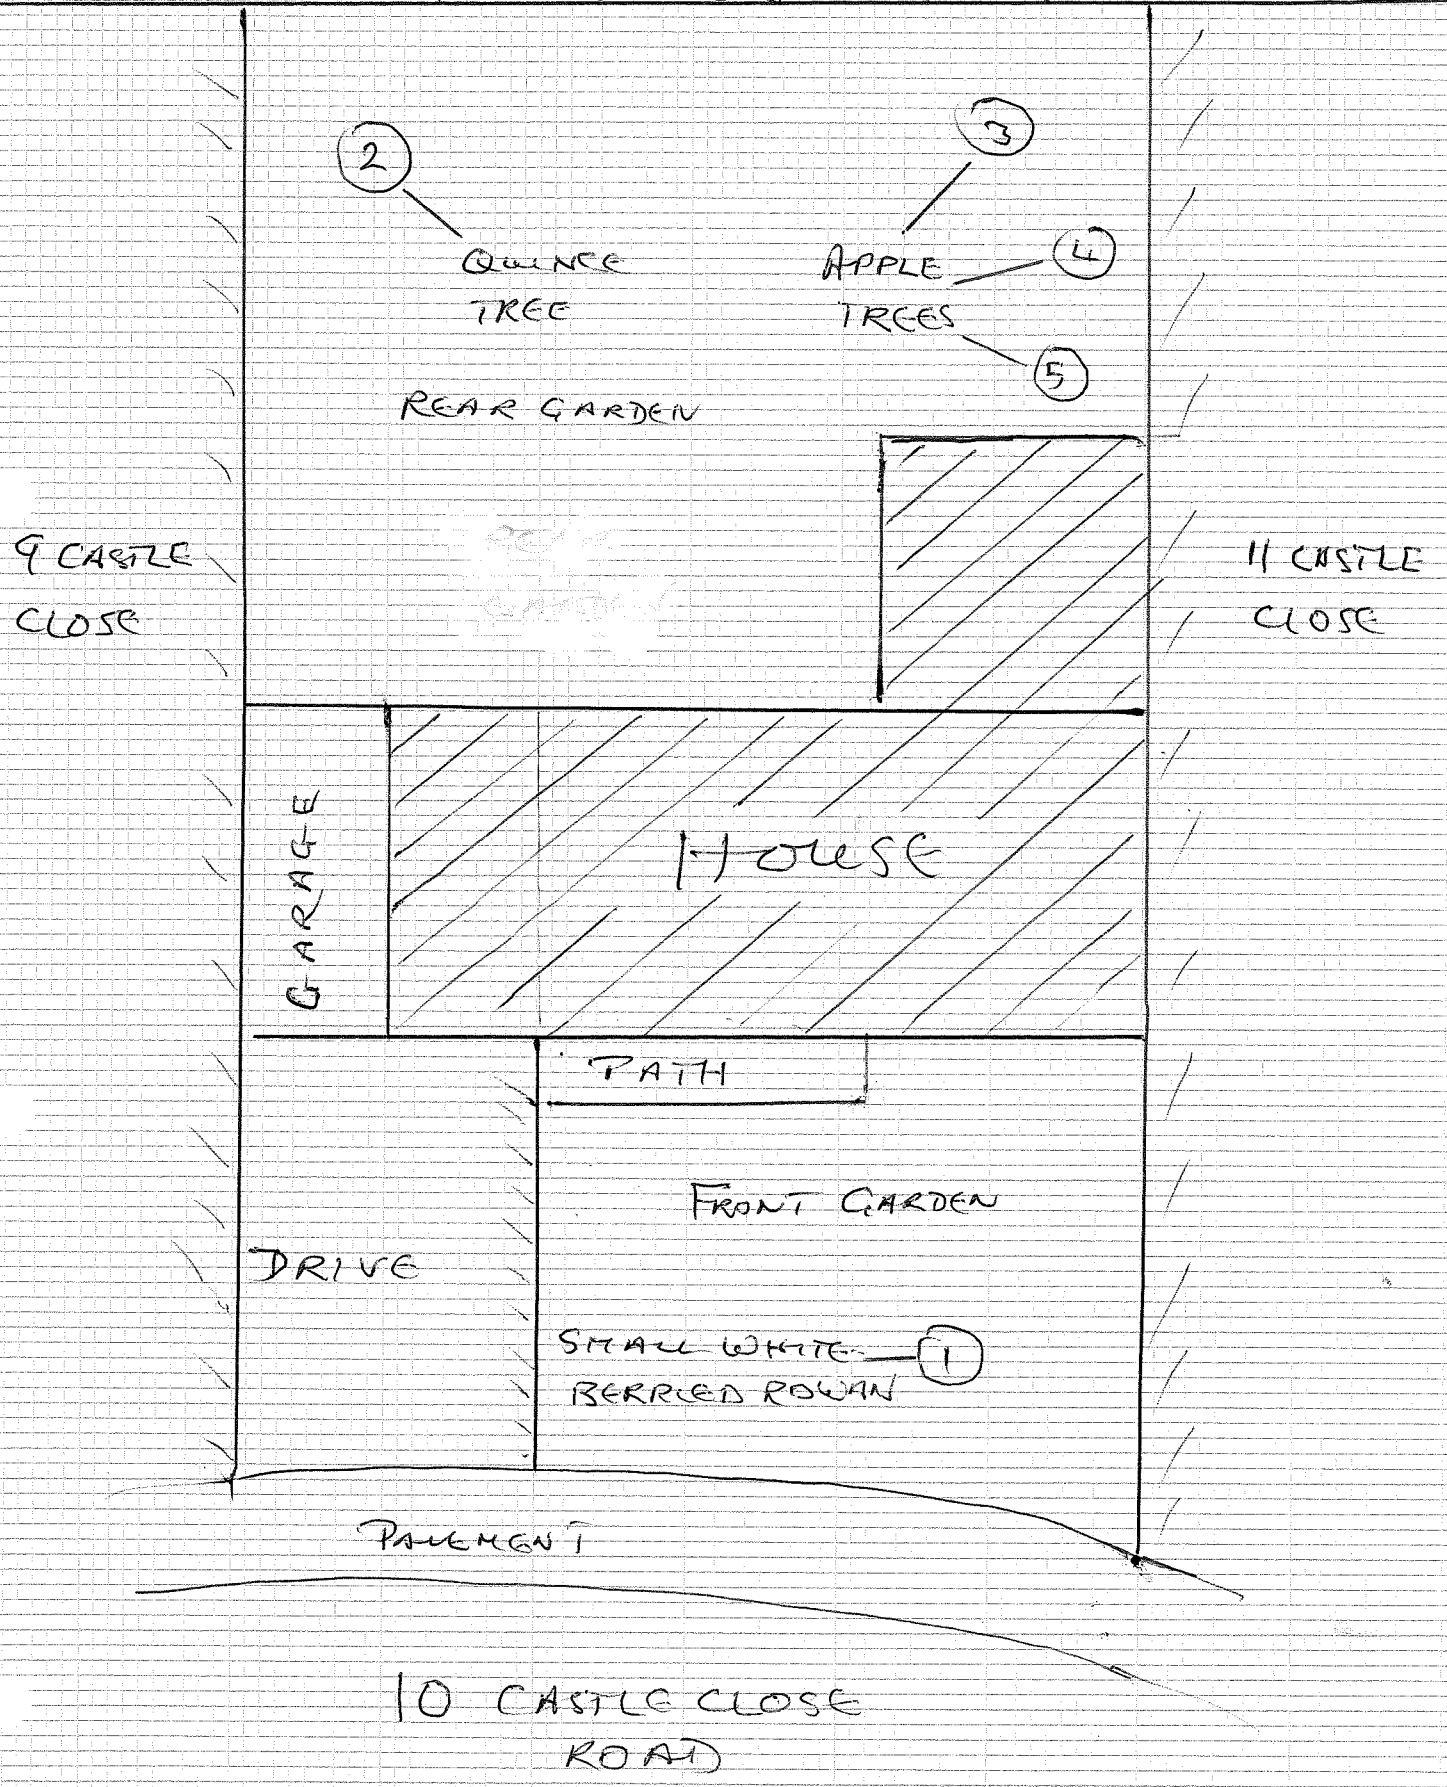 2
3
QUINCE
TREE
APPLE
TREES
4
5
REAR GARDEN
9 CASTLE
CLOSE
11 CASTLE
CLOSE
GARAGE
HOUSE
PATH
FRONT GARDEN
DRIVE
SMALL WHITE
BERRIED ROWAN
1
PAVEMENT
10 CASTLE CLOSE
ROAD